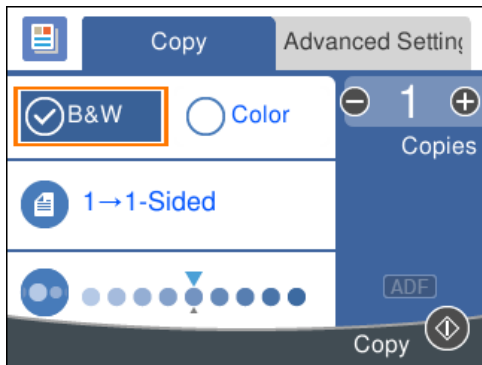 Copy
Advanced Setting
B&W
Color
1
Copies
1→1-Sided
ADF
Copy